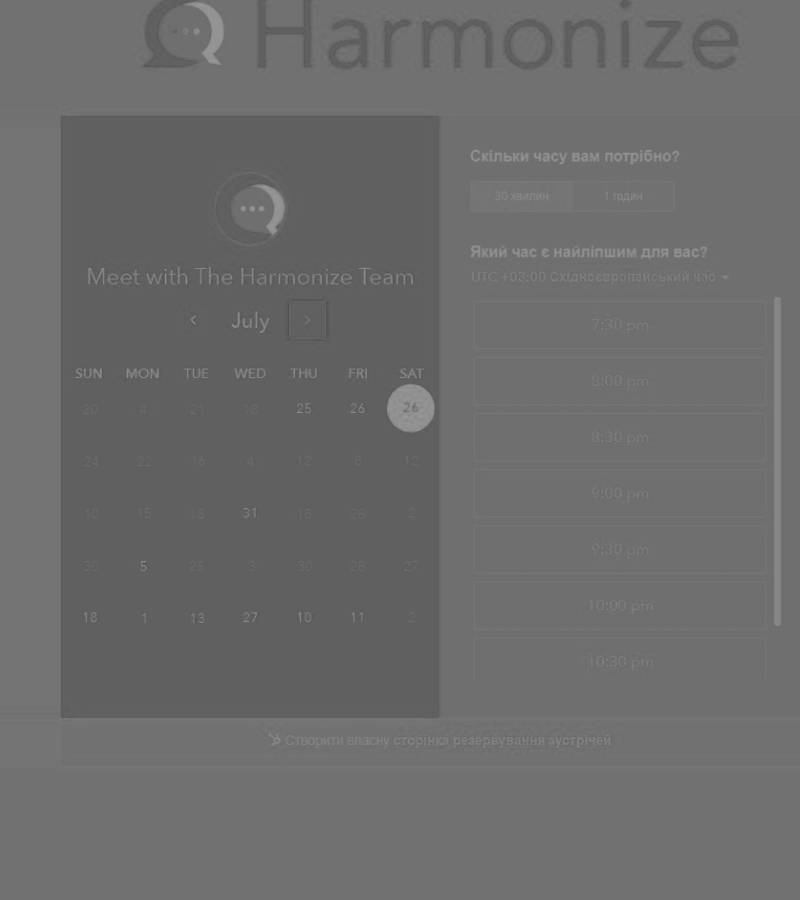 Harmonize
Meet with The Harmonize Team
July
SUN MON TUE WED THU FRI SAT
20 4 21 18 25 26 26
24 22 16 4 12 8 12
10 15 18 31 18 28 2
30 5 25 3 30 28 27
18 1 13 27 10 11 2
Скільки часу вам потрібно?
30 хвилин 1 годин
Який час є найліпшим для вас?
UTC +03:00 Східноєвропейський час
7:30 pm
8:00 pm
8:30 pm
9:00 pm
9:30 pm
10:00 pm
10:30 pm
Створити власну сторінка резервування зустрічей